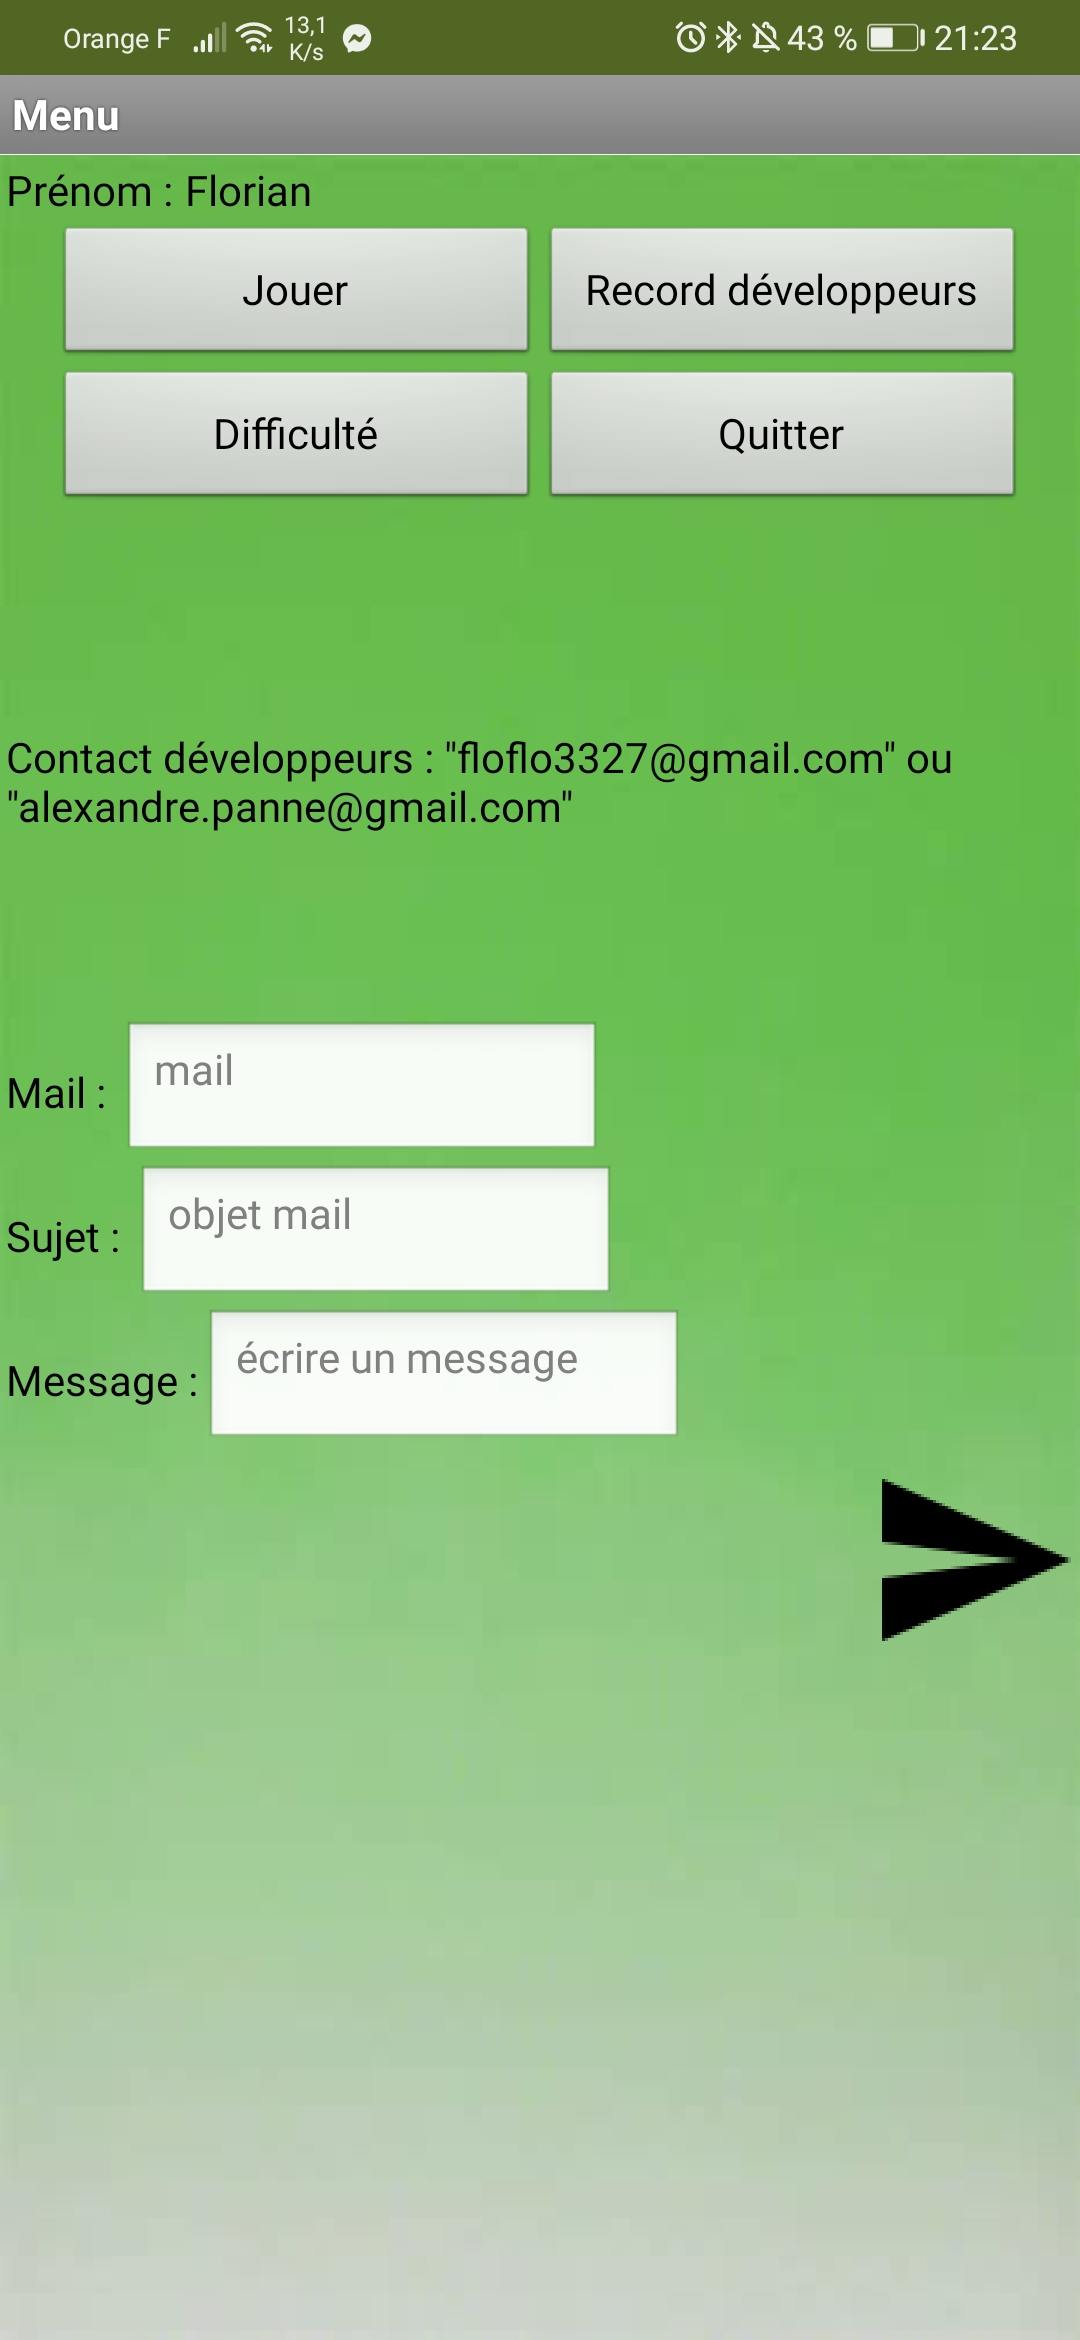 Orange F 13,1 K/s 43 % 21:23
Menu
Prénom : Florian
Jouer Record développeurs
Difficulté Quitter
Contact développeurs : "floflo3327@gmail.com" ou
"alexandre.panne@gmail.com"
Mail : mail
Sujet : objet mail
Message : écrire un message